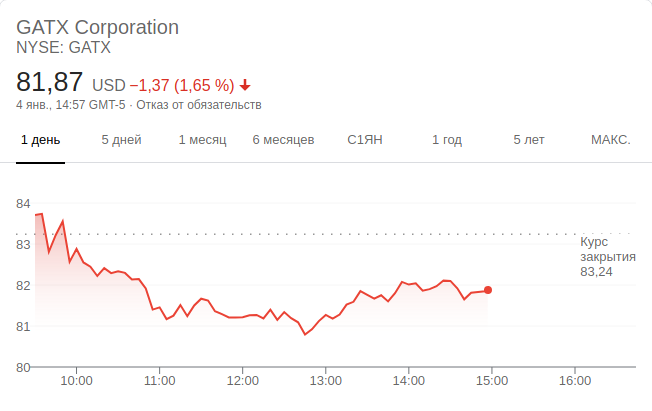 GATX Corporation
NYSE: GATX
81,87 USD −1,37 (1,65 %)
4 янв., 14:57 GMT-5 · Отказ от обязательств
1 день 5 дней 1 месяц 6 месяцев С1ЯН 1 год 5 лет МАКС.
84
83
82
81
80
Курс
закрытия
83,24
10:00 11:00 12:00 13:00 14:00 15:00 16:00